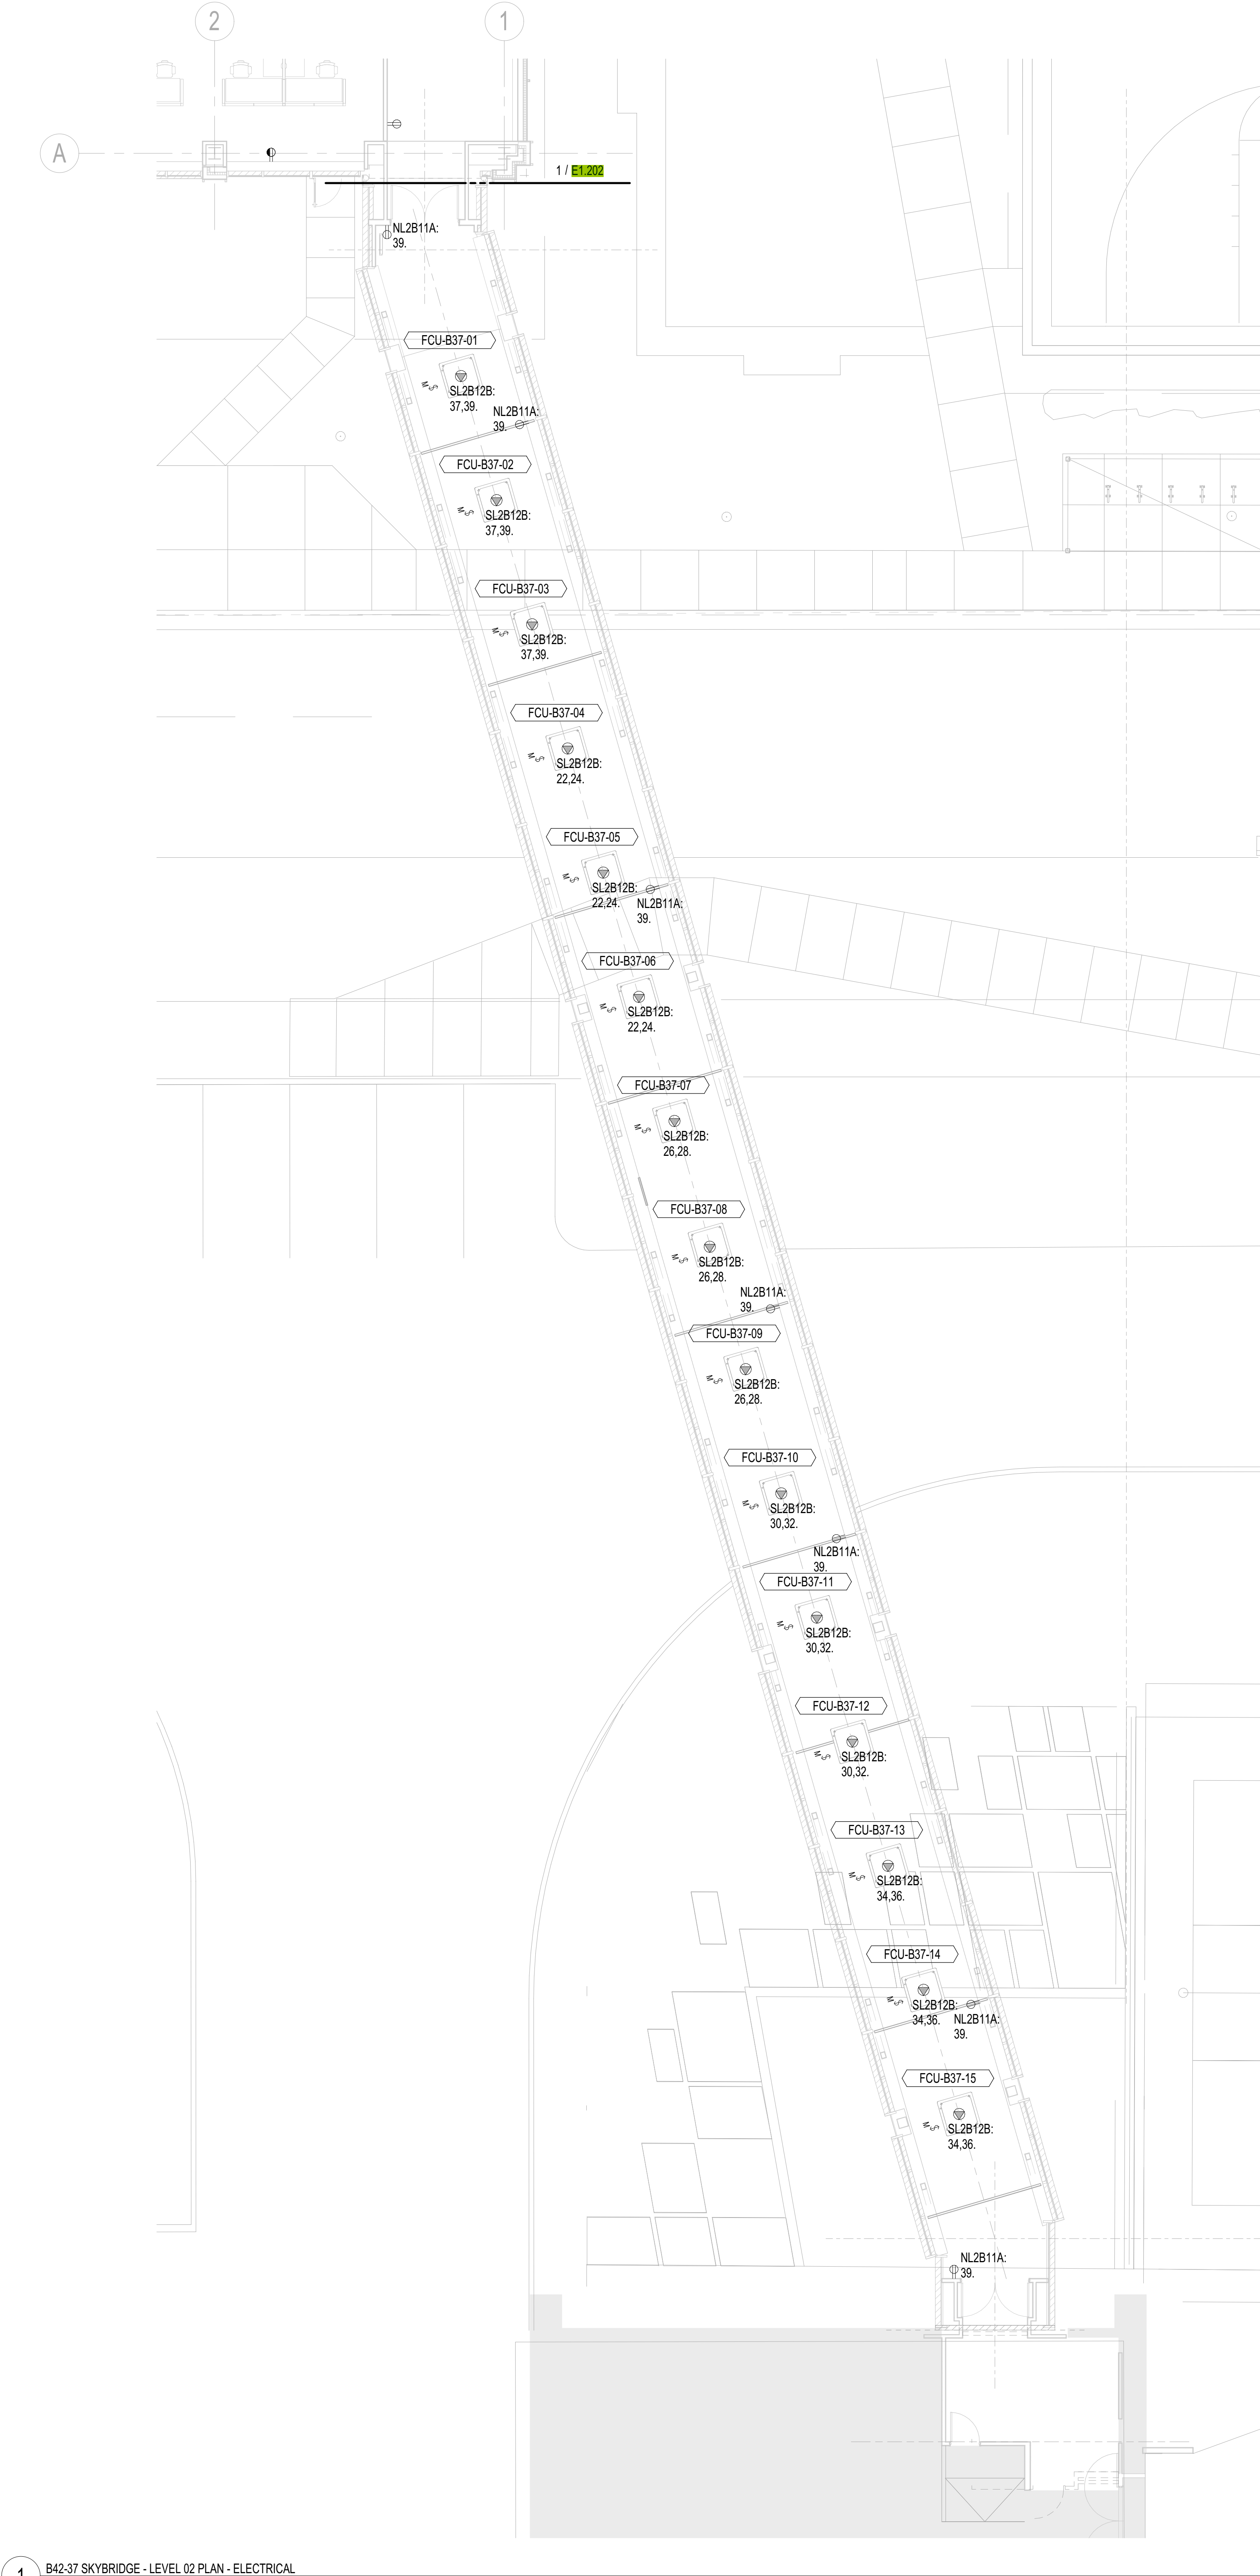 2
1
A
1 / E1.202
NL2B11A:
39.
FCU-B37-01
M
S
SL2B12B:
37,39.
NL2B11A:
39.
FCU-B37-02
M
S
SL2B12B:
37,39.
FCU-B37-03
M
S
SL2B12B:
37,39.
FCU-B37-04
M
S
SL2B12B:
22,24.
FCU-B37-05
M
S
SL2B12B:
22,24.
NL2B11A:
39.
FCU-B37-06
M
S
SL2B12B:
22,24.
FCU-B37-07
M
S
SL2B12B:
26,28.
FCU-B37-08
M
S
SL2B12B:
26,28.
NL2B11A:
39.
FCU-B37-09
M
S
SL2B12B:
26,28.
FCU-B37-10
M
S
SL2B12B:
30,32.
NL2B11A:
39.
FCU-B37-11
M
S
SL2B12B:
30,32.
FCU-B37-12
M
S
SL2B12B:
30,32.
FCU-B37-13
M
S
SL2B12B:
34,36.
FCU-B37-14
M
S
SL2B12B:
34,36.
NL2B11A:
39.
FCU-B37-15
M
S
SL2B12B:
34,36.
NL2B11A:
39.
1
B42-37 SKYBRIDGE - LEVEL 02 PLAN - ELECTRICAL